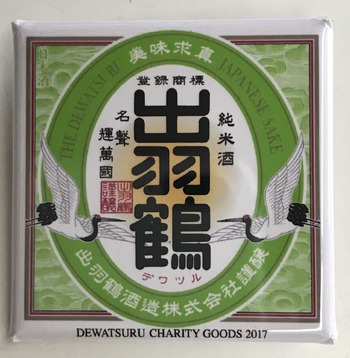 美味求真
THE DEWATSURU JAPANESE SAKE
登録商標
純米酒
出羽鶴
名聲
輝萬國
デワツル
出羽鶴酒造株式会社謹醸
DEWATSURU CHARITY GOODS 2017